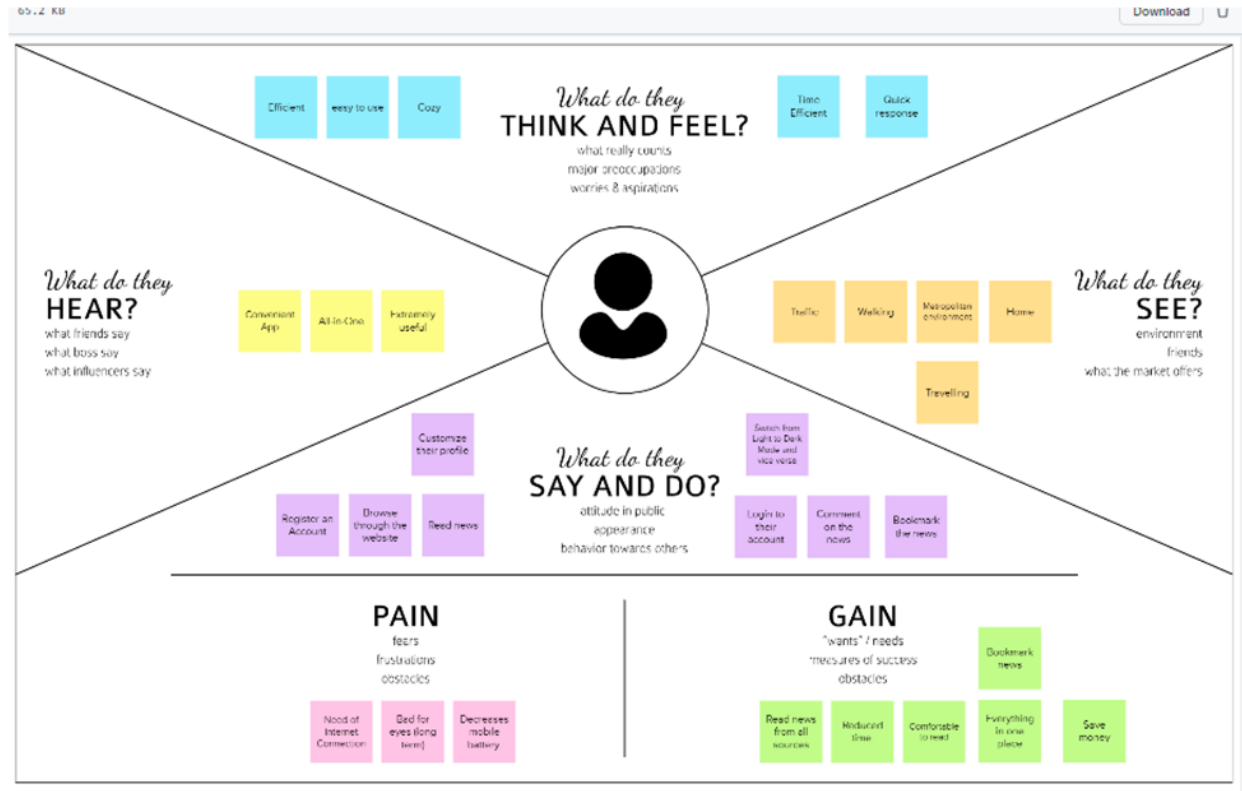 65.2 KB
Download
Efficient
easy to use
Cozy
What do they
THINK AND FEEL?
what really counts
major preoccupations
worries & aspirations
Time
Efficient
Quick
response
What do they
HEAR?
what friends say
what boss say
what influencers say
Convenient
App
All-in-One
Extremely
useful
Traffic
Walking
Metropolitan
environment
Home
Travelling
What do they
SEE?
environment
friends
what the market offers
Customize
their profile
Register an
Account
Browse
through the
website
Read news
What do they
SAY AND DO?
attitude in public
appearance
behavior towards others
Switch from
Light to Dark
Mode and
vice versa
Login to
their
account
Comment
on the
news
Bookmark
the news
PAIN
fears
frustrations
obstacles
Need of
Internet
Connection
Bad for
eyes (long
term)
Decreases
mobile
battery
GAIN
"wants" / needs
measures of success
obstacles
Bookmark
news
Read news
from all
sources
Reduced
time
Comfortable
to read
Everything
in one
place
Save
money